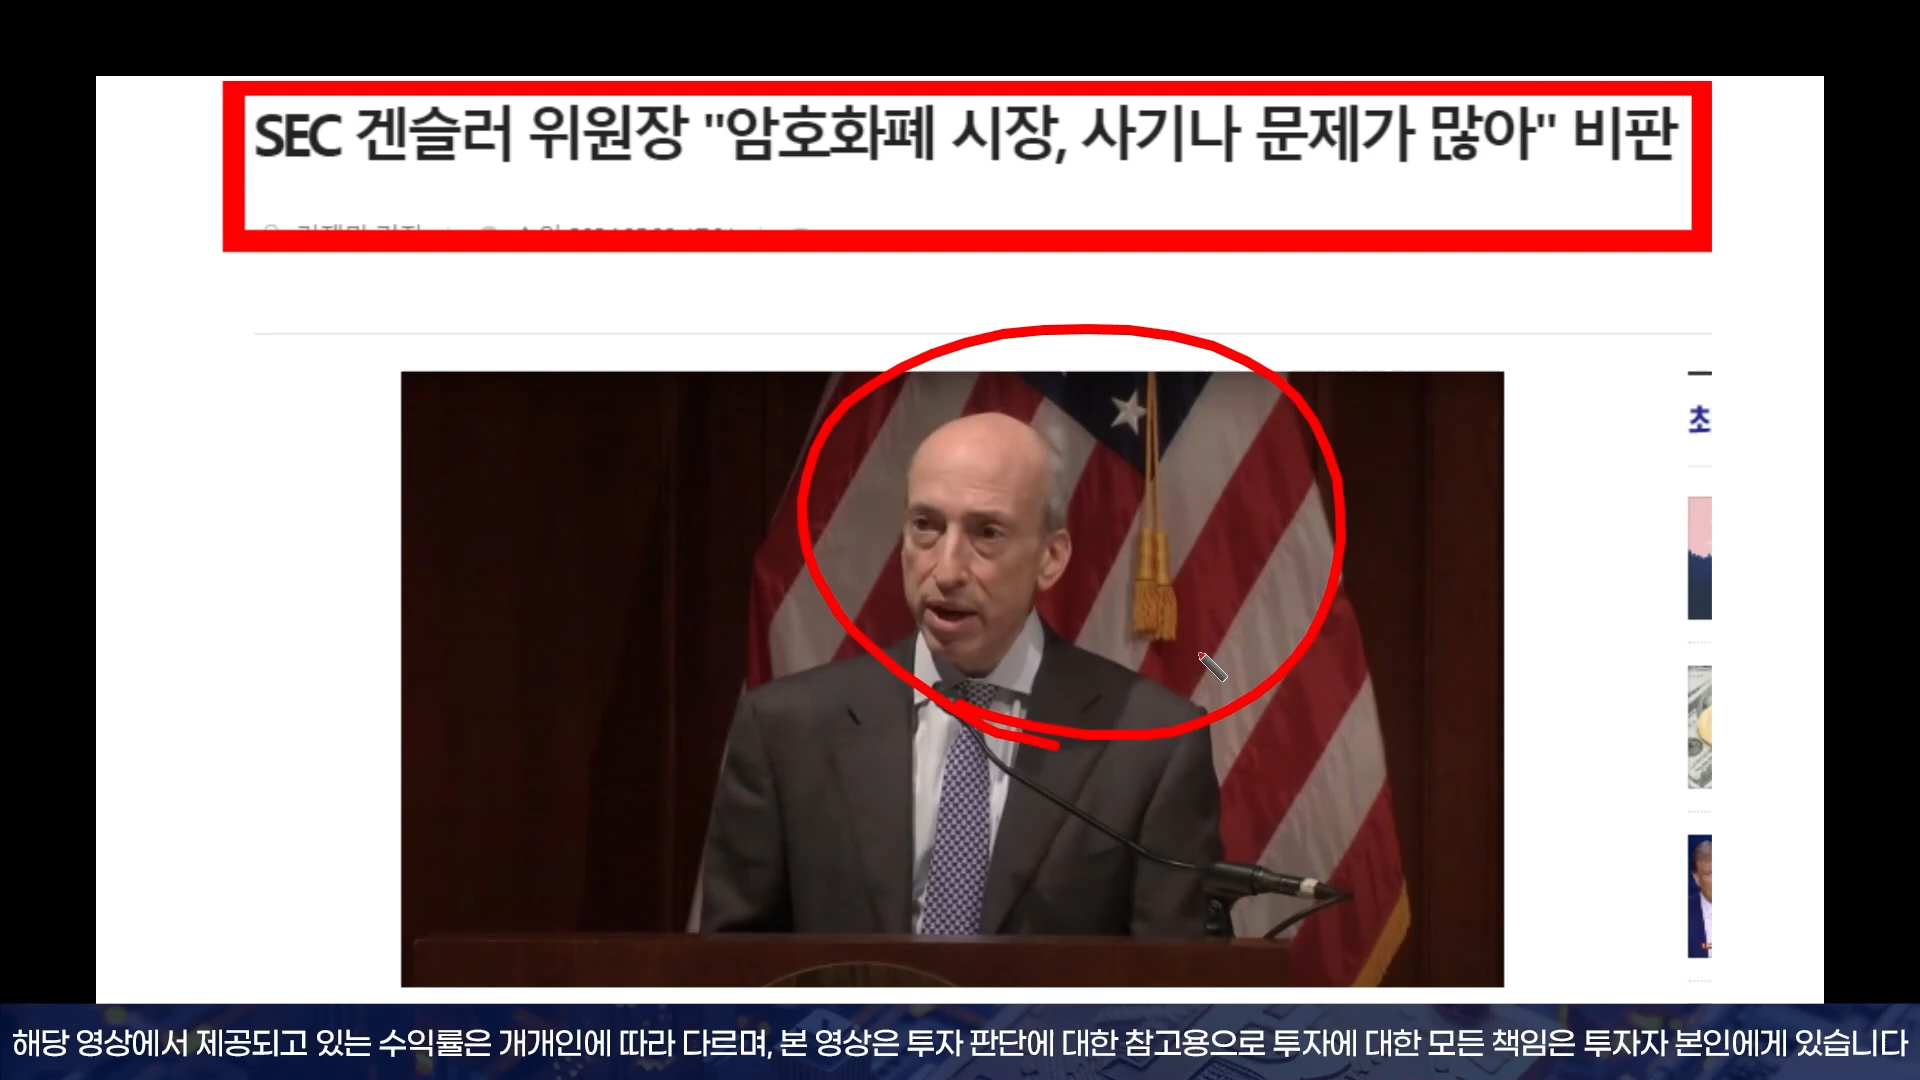 SEC 겐슬러 위원장 "암호화폐 시장, 사기나 문제가 많아" 비판
초
해당 영상에서 제공되고 있는 수익률은 개개인에 따라 다르며, 본 영상은 투자 판단에 대한 참고용으로 투자에 대한 모든 책임은 투자자 본인에게 있습니다